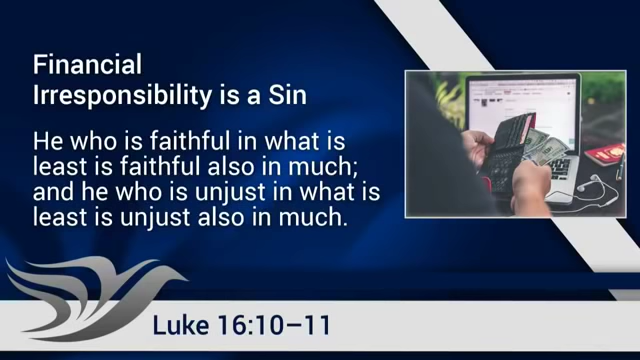 Financial
Irresponsibility is a Sin
He who is faithful in what is
least is faithful also in much;
and he who is unjust in what is
least is unjust also in much.
Luke 16:10–11